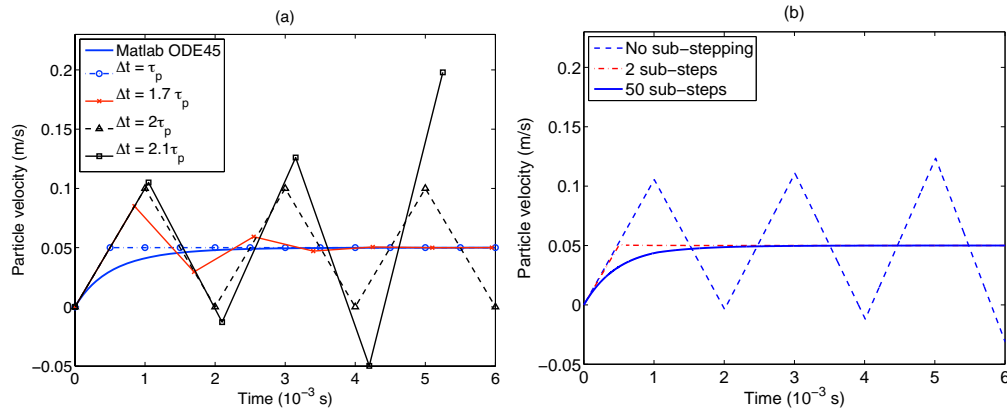 (a)
Matlab ODE45
Δt = τp
Δt = 1.7 τp
Δt = 2τp
Δt = 2.1τp
0.2
0.15
0.1
0.05
0
−0.05
0 1 2 3 4 5 6
Particle velocity (m/s)
Time (10−3 s)
(b)
No sub−stepping
2 sub−steps
50 sub−steps
0.2
0.15
0.1
0.05
0
−0.05
0 1 2 3 4 5 6
Particle velocity (m/s)
Time (10−3 s)